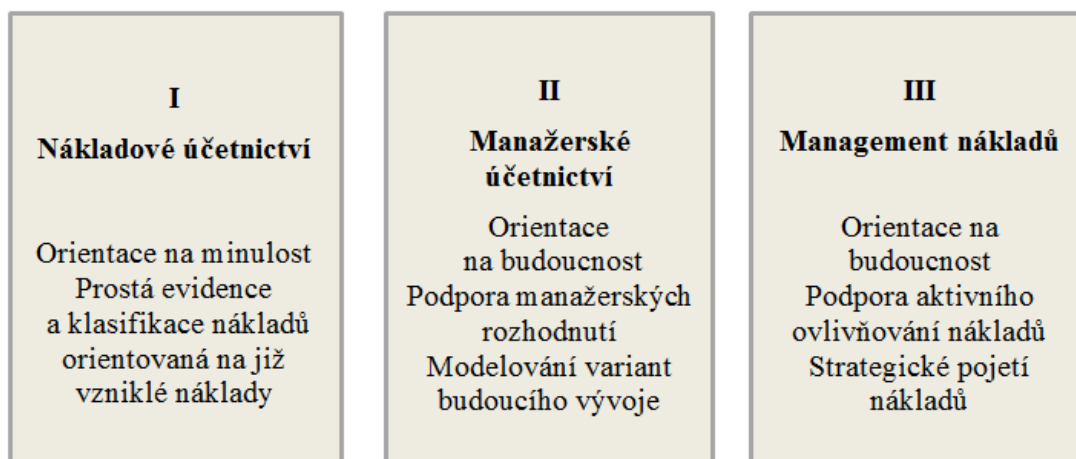 I
Nákladové účetnictví
Orientace na minulost
Prostá evidence
a klasifikace nákladů
orientovaná na již
vzniklé náklady
II
Manažerské
účetnictví
Orientace
na budoucnost
Podpora manažerských
rozhodnutí
Modelování variant
budoucího vývoje
III
Management nákladů
Orientace na
budoucnost
Podpora aktivního
ovlivňování nákladů
Strategické pojetí
nákladů